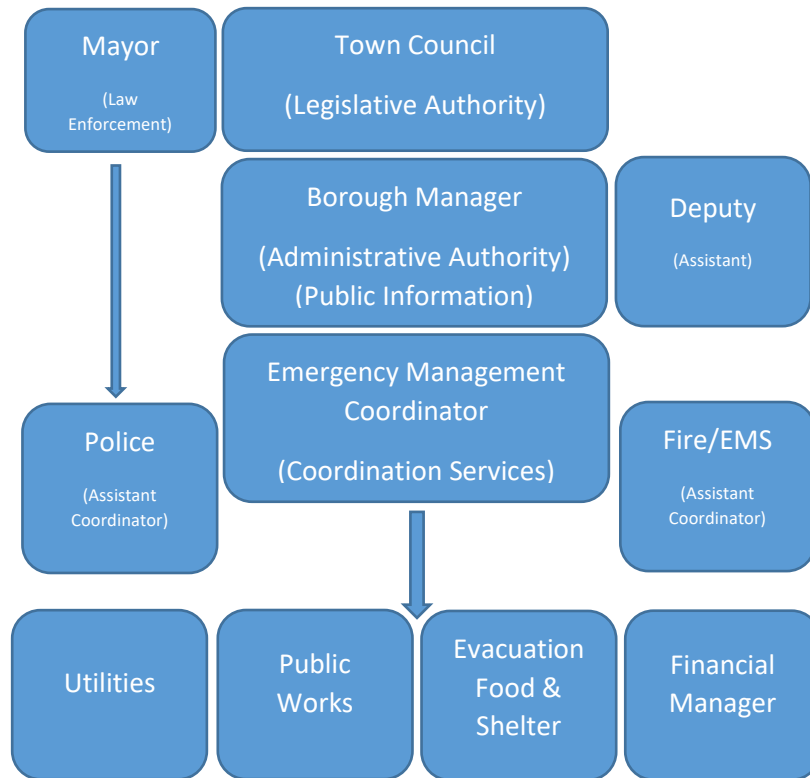 Mayor
(Law
Enforcement)
Town Council
(Legislative Authority)
Borough Manager
(Administrative Authority)
(Public Information)
Deputy
(Assistant)
Emergency Management
Coordinator
(Coordination Services)
Police
(Assistant
Coordinator)
Fire/EMS
(Assistant
Coordinator)
Utilities
Public
Works
Evacuation
Food &
Shelter
Financial
Manager